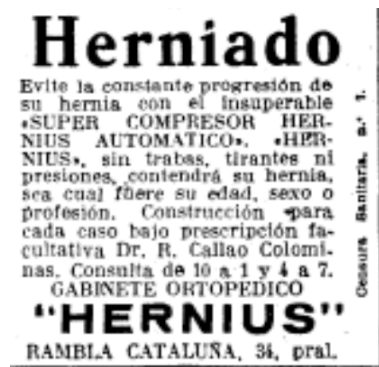 Herniado
Evite la constante progresión de
su hernia con el insuperable
«SUPER COMPRESOR HER-
NIUS AUTOMATICO». «HER-
NIUS», sin trabas, tirantes ni
presiones, contendrá su hernia,
sea cual fuere su edad, sexo o
profesión. Construcción para
cada caso bajo prescripción fa-
cultativa Dr. R. Callao Colomi-
nas. Consulta de 10 a 1 y 4 a 7.
GABINETE ORTOPEDICO
"HERNIUS"
RAMBLA CATALUÑA, 34, pral.
Censura Sanitaria, n.º 1.